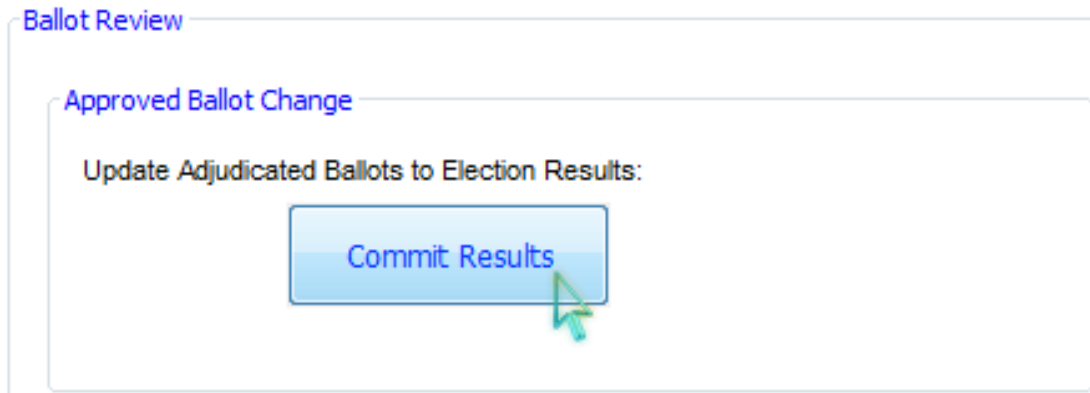 Ballot Review
Approved Ballot Change
Update Adjudicated Ballots to Election Results:
Commit Results